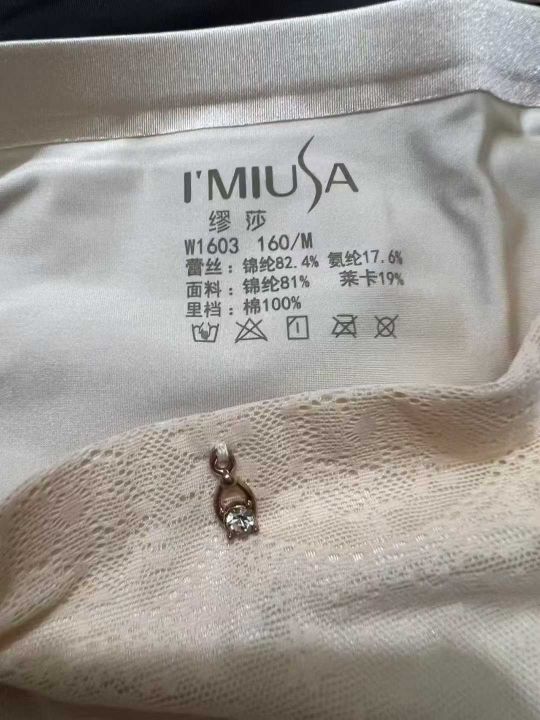 I'MIUSA
缪莎
W1603 160/M
蕾丝：锦纶82.4% 氨纶17.6%
面料：锦纶81% 莱卡19%
里裆：棉100%